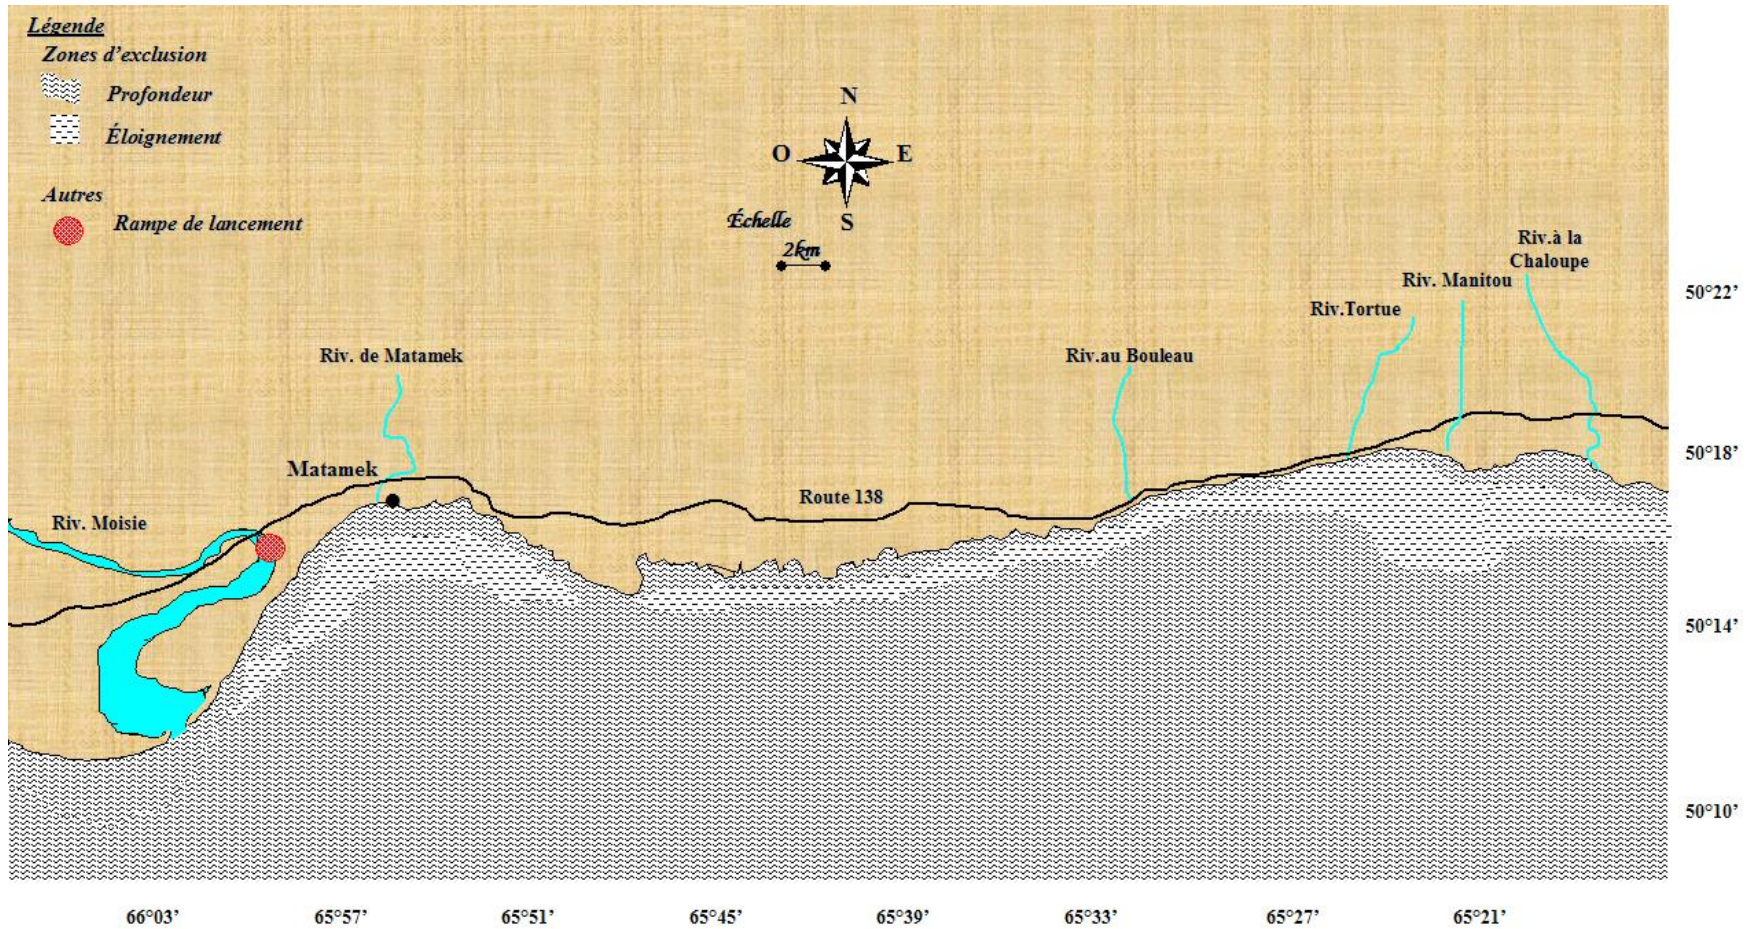 Légende
Zones d'exclusion
Profondeur
Éloignement
Autres
Rampe de lancement
N
O
E
S
Échelle
2km
Riv.à la
Chaloupe
Riv. Manitou
Riv.Tortue
Riv. de Matamek
Riv.au Bouleau
Matamek
Route 138
Riv. Moisie
50°22’
50°18’
50°14’
50°10’
66°03’
65°57’
65°51’
65°45’
65°39’
65°33’
65°27’
65°21’